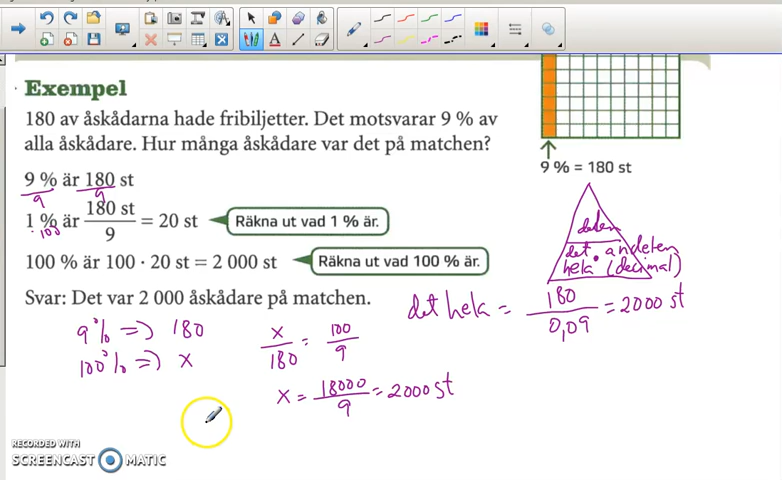 Exempel
180 av åskådarna hade fribiljetter. Det motsvarar 9 % av
alla åskådare. Hur många åskådare var det på matchen?
9 % = 180 st
9 % är 180 st
9 9
1 % är 180 st / 9 = 20 st
Räkna ut vad 1 % är.
· 100
100 % är 100 · 20 st = 2 000 st
Räkna ut vad 100 % är.
Svar: Det var 2 000 åskådare på matchen.
delen
det · andelen
hela (decimal)
det hela = 180 / 0,09 = 2000 st
9% => 180
100% => x
x / 180 = 100 / 9
x = 18000 / 9 = 2000 st
RECORDED WITH
SCREENCAST MATIC